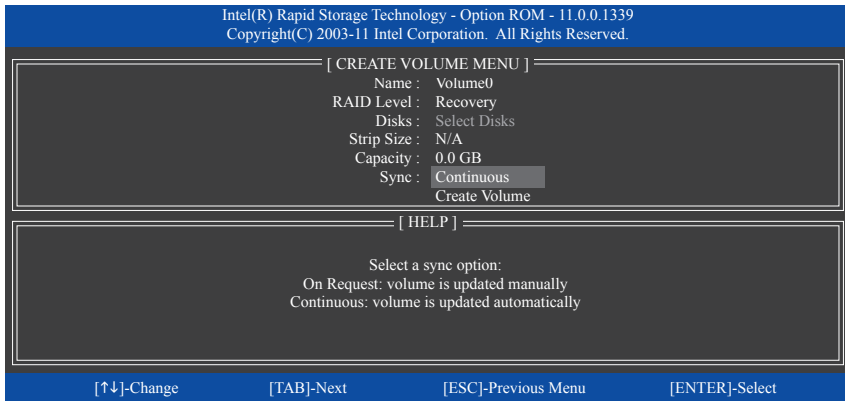 Intel(R) Rapid Storage Technology - Option ROM - 11.0.0.1339
Copyright(C) 2003-11 Intel Corporation.  All Rights Reserved.
[ CREATE VOLUME MENU ]
Name : Volume0
RAID Level : Recovery
Disks : Select Disks
Strip Size : N/A
Capacity : 0.0 GB
Sync : Continuous
Create Volume
[ HELP ]
Select a sync option:
On Request: volume is updated manually
Continuous: volume is updated automatically
[↑↓]-Change [TAB]-Next [ESC]-Previous Menu [ENTER]-Select